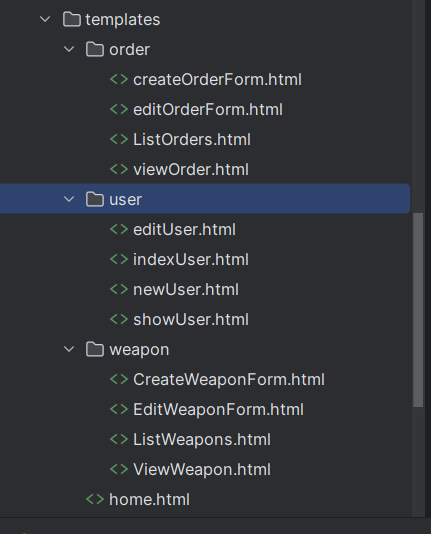 templates
order
createOrderForm.html
editOrderForm.html
ListOrders.html
viewOrder.html
user
editUser.html
indexUser.html
newUser.html
showUser.html
weapon
CreateWeaponForm.html
EditWeaponForm.html
ListWeapons.html
ViewWeapon.html
home.html